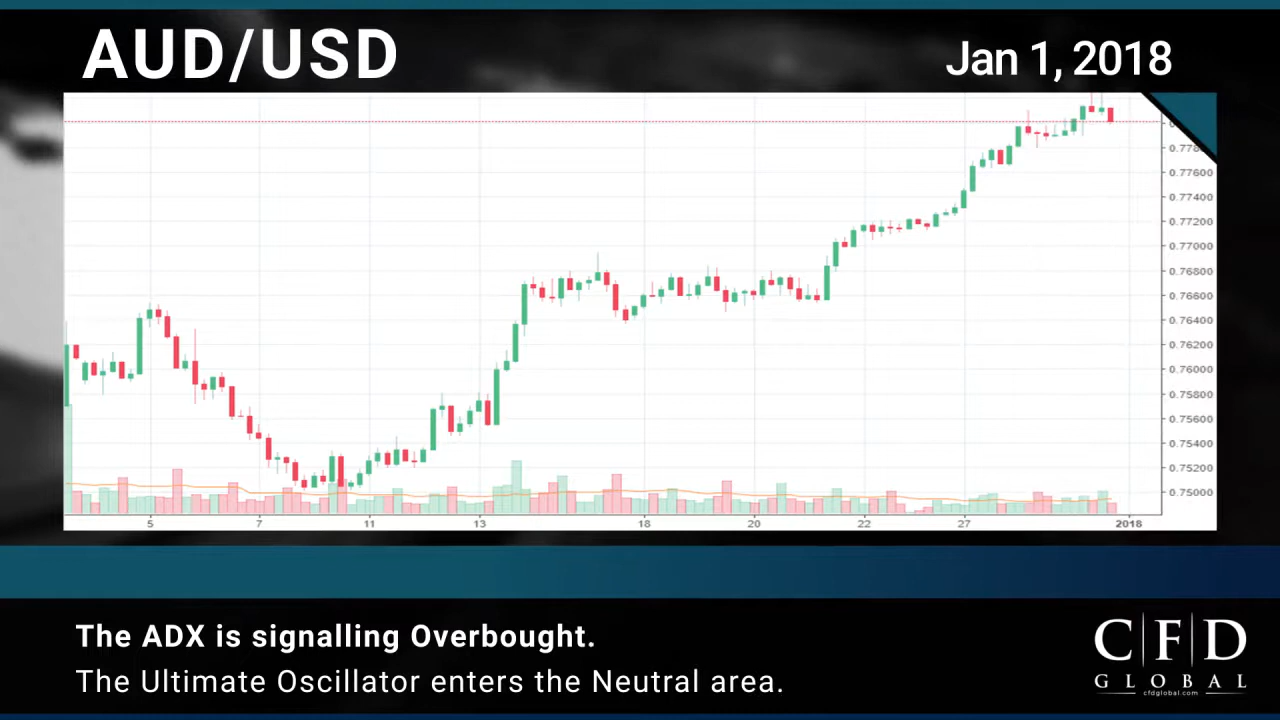 AUD/USD
Jan 1, 2018
0.77600
0.77400
0.77200
0.77000
0.76800
0.76600
0.76400
0.76200
0.76000
0.75800
0.75600
0.75400
0.75200
0.75000
5 7 11 13 18 20 22 27 2018
The ADX is signalling Overbought.
The Ultimate Oscillator enters the Neutral area.
CFD
GLOBAL
cfdglobal.com